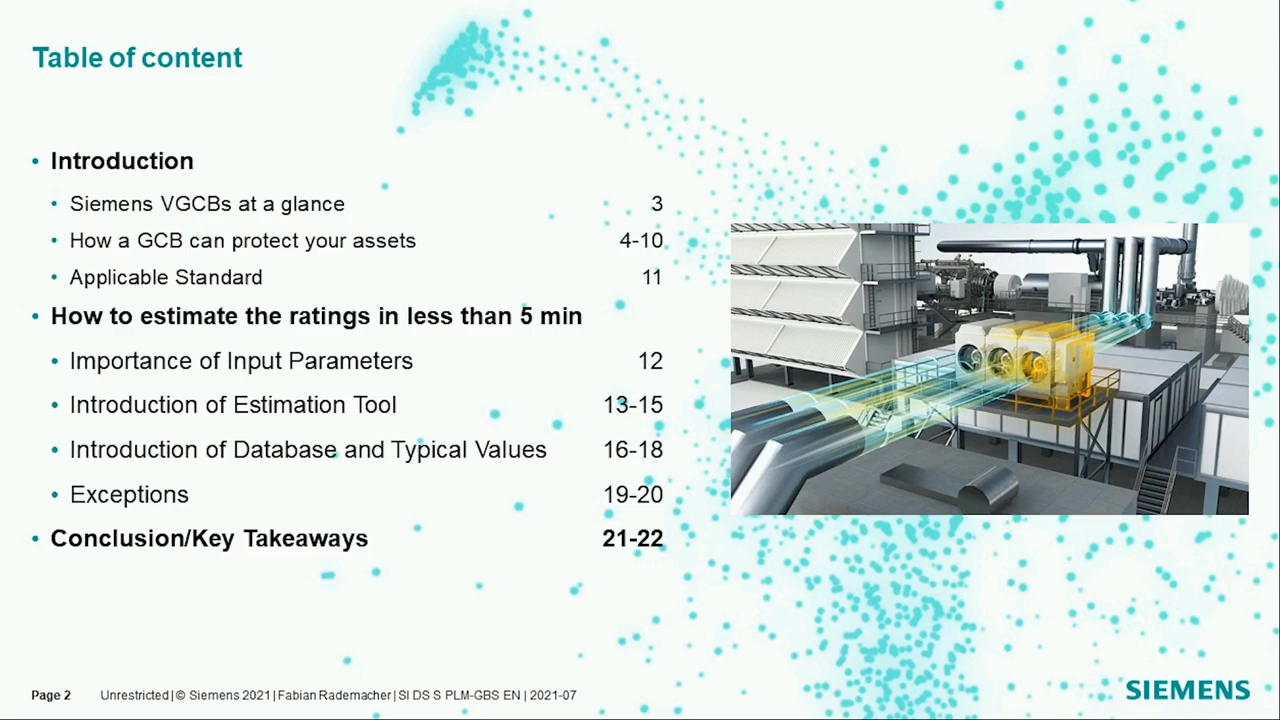 Table of content
• Introduction
• Siemens VGCBs at a glance 3
• How a GCB can protect your assets 4-10
• Applicable Standard 11
• How to estimate the ratings in less than 5 min
• Importance of Input Parameters 12
• Introduction of Estimation Tool 13-15
• Introduction of Database and Typical Values 16-18
• Exceptions 19-20
• Conclusion/Key Takeaways 21-22
Page 2 Unrestricted | © Siemens 2021 | Fabian Rademacher | SI DS S PLM-GBS EN | 2021-07
SIEMENS